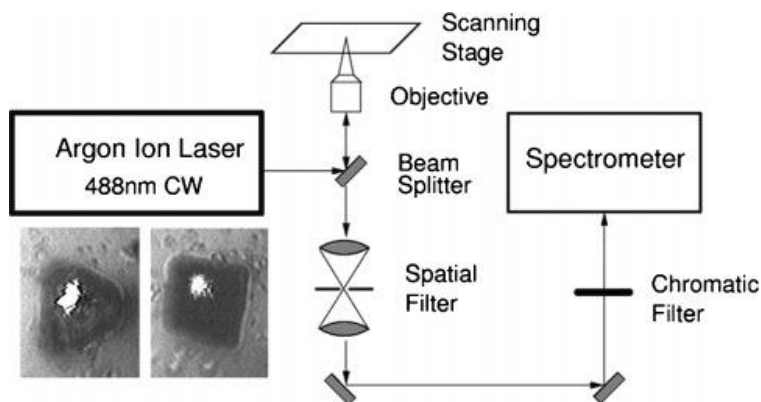 Scanning
Stage
Objective
Argon Ion Laser
488nm CW
Beam
Splitter
Spectrometer
Spatial
Filter
Chromatic
Filter